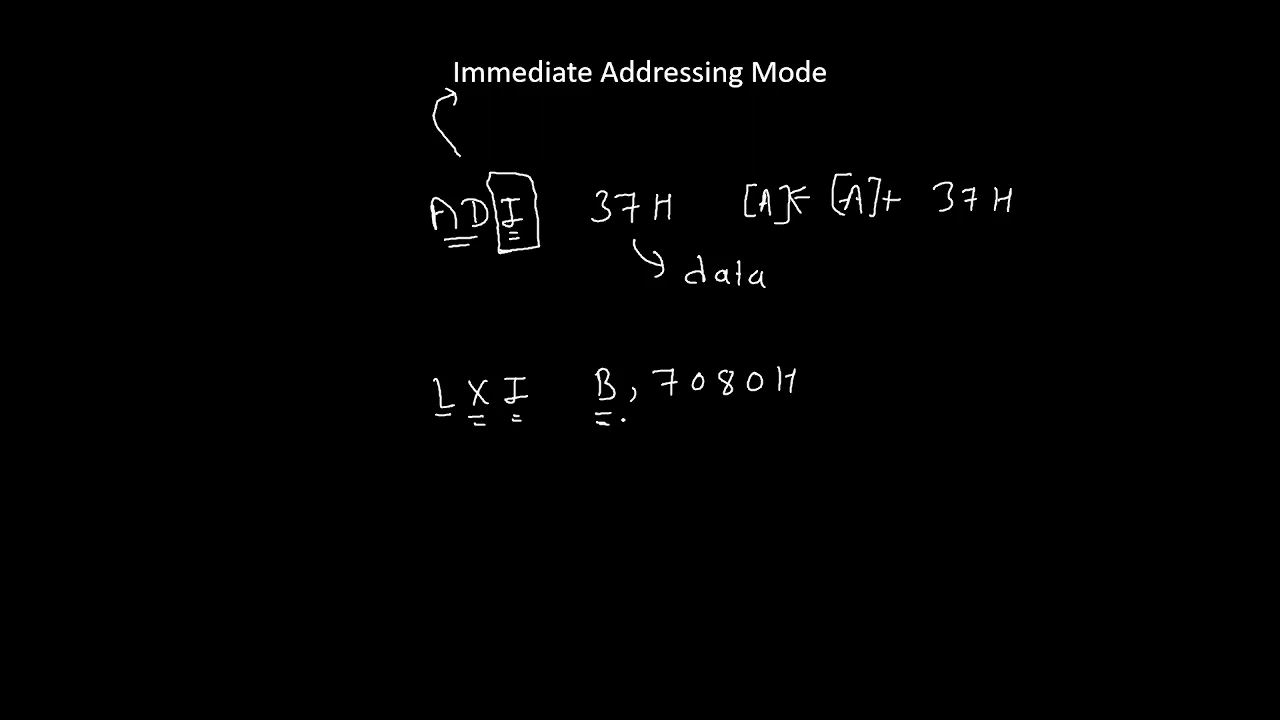 Immediate Addressing Mode
ADI 37H [A]← [A]+ 37H
data
LXI B, 7080H